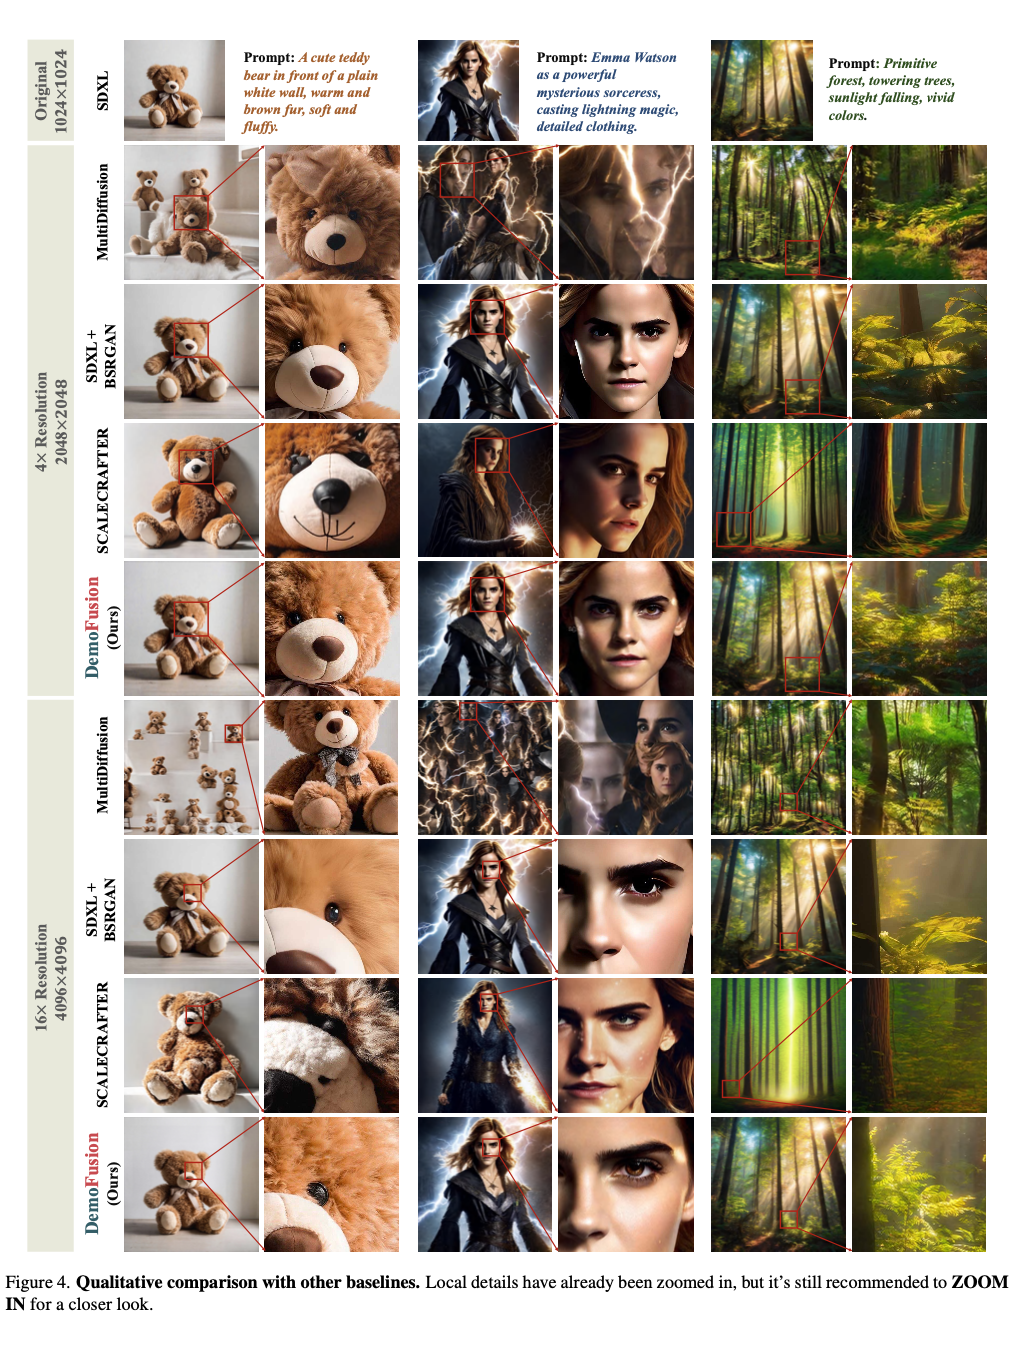 Original
1024×1024
SDXL
Prompt: A cute teddy
bear in front of a plain
white wall, warm and
brown fur, soft and
fluffy.
Prompt: Emma Watson
as a powerful
mysterious sorceress,
casting lightning magic,
detailed clothing.
Prompt: Primitive
forest, towering trees,
sunlight falling, vivid
colors.
4× Resolution
2048×2048
MultiDiffusion
SDXL +
BSRGAN
SCALECRAFTER
DemoFusion
(Ours)
16× Resolution
4096×4096
MultiDiffusion
SDXL +
BSRGAN
SCALECRAFTER
DemoFusion
(Ours)
Figure 4. Qualitative comparison with other baselines. Local details have already been zoomed in, but it's still recommended to ZOOM
IN for a closer look.